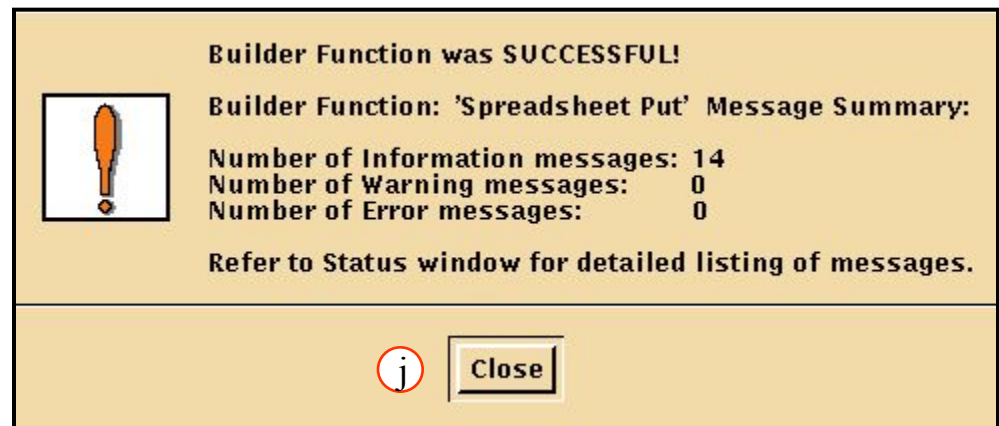 Builder Function was SUCCESSFUL!
Builder Function: 'Spreadsheet Put' Message Summary:
Number of Information messages: 14
Number of Warning messages: 0
Number of Error messages: 0
Refer to Status window for detailed listing of messages.
j Close